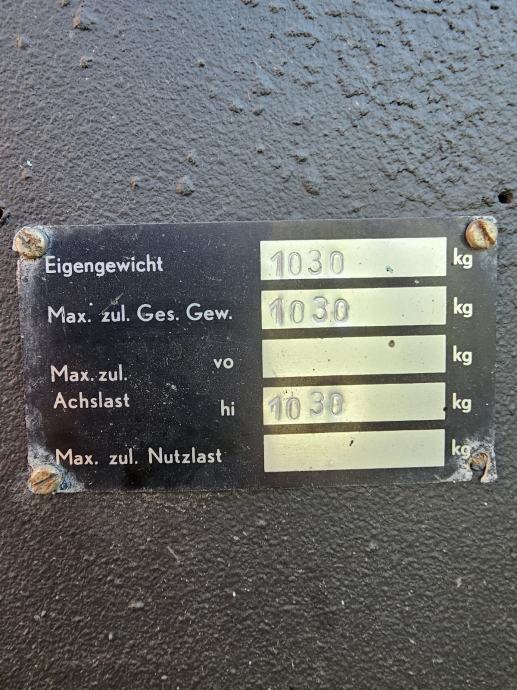 Eigengewicht 1030 kg
Max. zul. Ges. Gew. 1030 kg
vo kg
Max. zul.
Achslast hi 1030 kg
Max. zul. Nutzlast kg